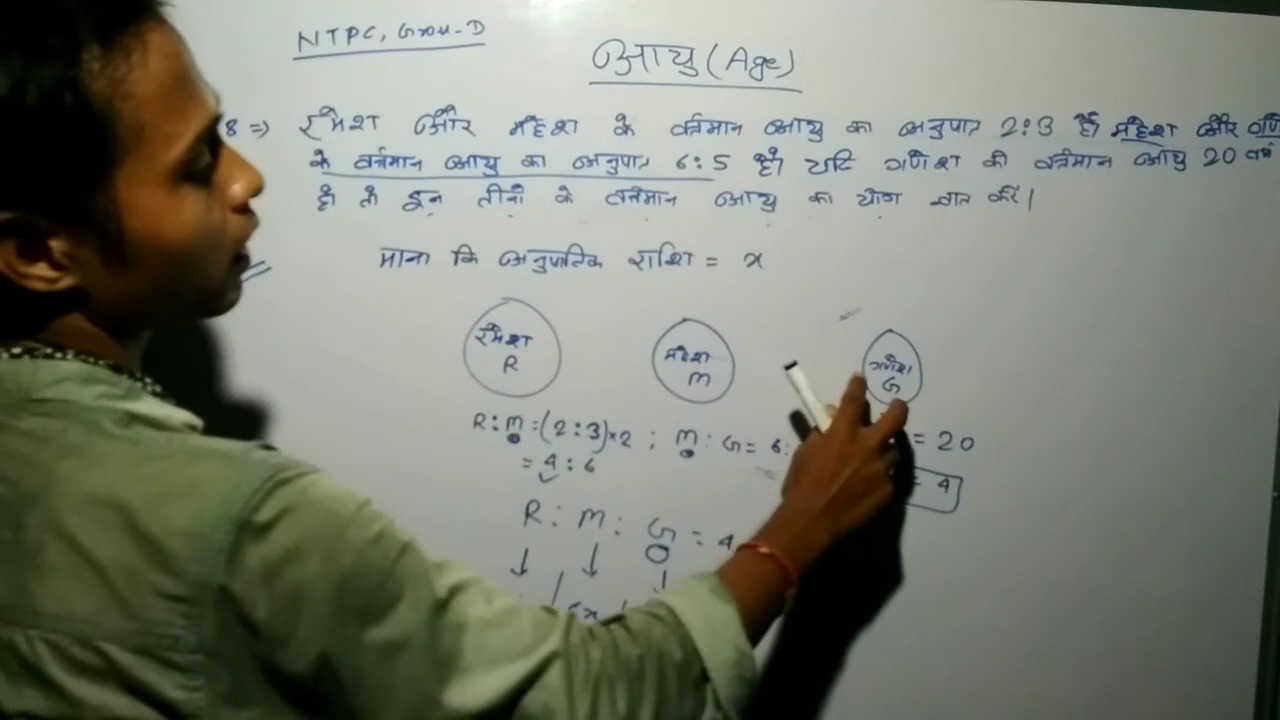 NTPC, Group-D
आयु (Age)
8 => रमेश और महेश के वर्तमान आयु का अनुपात 2:3 है। महेश और
के वर्तमान आयु का अनुपात 6:5 है। यदि गणेश की वर्तमान आयु 20 वर्ष
हो तो इन तीनों के वर्तमान आयु का योग ज्ञात करें।
माना कि अनुपातिक राशि = x
रमेश R
महेश M
गणेश G
R:M = (2:3)×2 ; M:G = 6: = 20
= 4:6 = 4
R:M:G = 4
6x